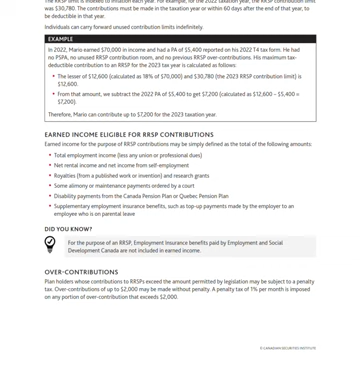 The RRSP limit is indexed to inflation each year. For example, for the 2022 taxation year, the RRSP contribution limit
was $30,780. The contributions must be made in the taxation year or within 60 days after the end of that year, to
be deductible in that year.
Individuals can carry forward unused contribution limits indefinitely.
EXAMPLE
In 2022, Mario earned $70,000 in income and had a PA of $5,400 reported on his 2022 T4 tax form. He had
no PSPA, no unused RRSP contribution room, and no previous RRSP over-contributions. His maximum tax-
deductible contribution to an RRSP for the 2023 tax year is calculated as follows:
• The lesser of $12,600 (calculated as 18% of $70,000) and $30,780 (the 2023 RRSP contribution limit) is
$12,600.
• From that amount, we subtract the 2022 PA of $5,400 to get $7,200 (calculated as $12,600 – $5,400 =
$7,200).
Therefore, Mario can contribute up to $7,200 for the 2023 taxation year.
EARNED INCOME ELIGIBLE FOR RRSP CONTRIBUTIONS
Earned income for the purpose of RRSP contributions may be simply defined as the total of the following amounts:
• Total employment income (less any union or professional dues)
• Net rental income and net income from self-employment
• Royalties (from a published work or invention) and research grants
• Some alimony or maintenance payments ordered by a court
• Disability payments from the Canada Pension Plan or Quebec Pension Plan
• Supplementary employment insurance benefits, such as top-up payments made by the employer to an
employee who is on parental leave
DID YOU KNOW?
For the purpose of an RRSP, Employment Insurance benefits paid by Employment and Social
Development Canada are not included in earned income.
OVER-CONTRIBUTIONS
Plan holders whose contributions to RRSPs exceed the amount permitted by legislation may be subject to a penalty
tax. Over-contributions of up to $2,000 may be made without penalty. A penalty tax of 1% per month is imposed
on any portion of over-contribution that exceeds $2,000.
© CANADIAN SECURITIES INSTITUTE